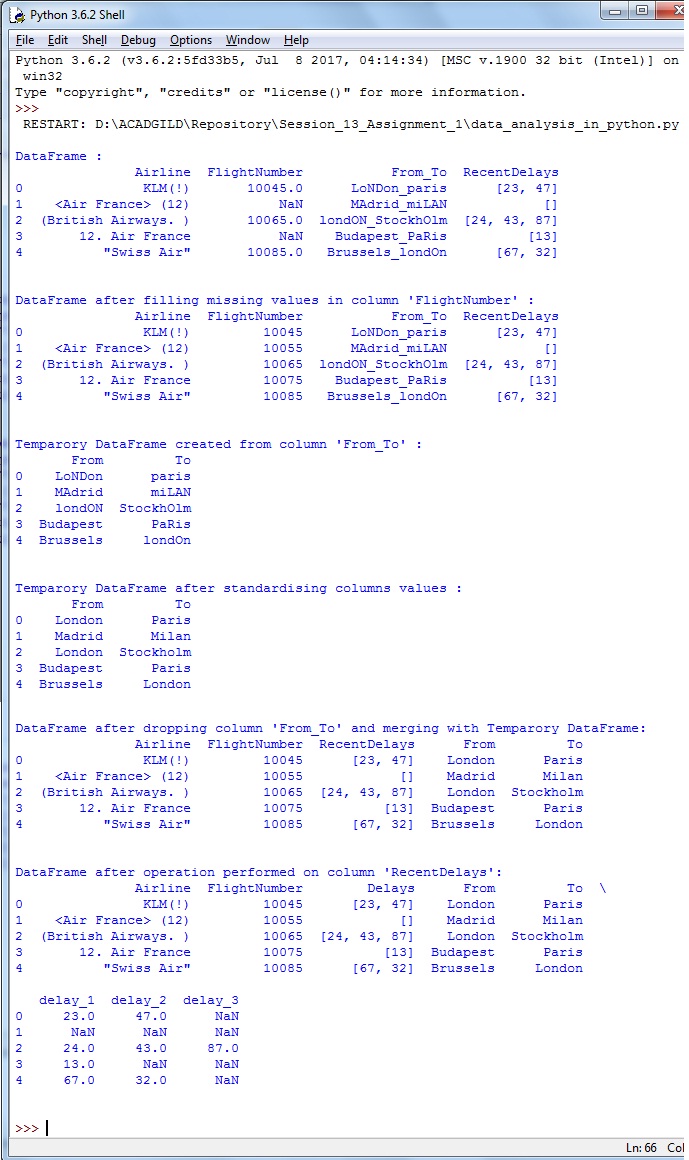 Python 3.6.2 Shell
File Edit Shell Debug Options Window Help
Python 3.6.2 (v3.6.2:5fd33b5, Jul  8 2017, 04:14:34) [MSC v.1900 32 bit (Intel)] on
 win32
Type "copyright", "credits" or "license()" for more information.
>>>
 RESTART: D:\ACADGILD\Repository\Session_13_Assignment_1\data_analysis_in_python.py
DataFrame :
               Airline  FlightNumber           From_To  RecentDelays
0               KLM(!)       10045.0      LoNDon_paris      [23, 47]
1    <Air France> (12)           NaN      MAdrid_miLAN            []
2  (British Airways. )       10065.0  londON_StockhOlm  [24, 43, 87]
3       12. Air France           NaN    Budapest_PaRis          [13]
4          "Swiss Air"       10085.0   Brussels_londOn      [67, 32]
DataFrame after filling missing values in column 'FlightNumber' :
               Airline  FlightNumber           From_To  RecentDelays
0               KLM(!)         10045      LoNDon_paris      [23, 47]
1    <Air France> (12)         10055      MAdrid_miLAN            []
2  (British Airways. )         10065  londON_StockhOlm  [24, 43, 87]
3       12. Air France         10075    Budapest_PaRis          [13]
4          "Swiss Air"         10085   Brussels_londOn      [67, 32]
Temparory DataFrame created from column 'From_To' :
       From         To
0    LoNDon      paris
1    MAdrid      miLAN
2    londON  StockhOlm
3  Budapest      PaRis
4  Brussels     londOn
Temparory DataFrame after standardising columns values :
       From         To
0    London      Paris
1    Madrid      Milan
2    London  Stockholm
3  Budapest      Paris
4  Brussels     London
DataFrame after dropping column 'From_To' and merging with Temparory DataFrame:
               Airline  FlightNumber  RecentDelays      From         To
0               KLM(!)         10045      [23, 47]    London      Paris
1    <Air France> (12)         10055            []    Madrid      Milan
2  (British Airways. )         10065  [24, 43, 87]    London  Stockholm
3       12. Air France         10075          [13]  Budapest      Paris
4          "Swiss Air"         10085      [67, 32]  Brussels     London
DataFrame after operation performed on column 'RecentDelays':
               Airline  FlightNumber        Delays      From         To  \
0               KLM(!)         10045      [23, 47]    London      Paris
1    <Air France> (12)         10055            []    Madrid      Milan
2  (British Airways. )         10065  [24, 43, 87]    London  Stockholm
3       12. Air France         10075          [13]  Budapest      Paris
4          "Swiss Air"         10085      [67, 32]  Brussels     London
   delay_1  delay_2  delay_3
0     23.0     47.0      NaN
1      NaN      NaN      NaN
2     24.0     43.0     87.0
3     13.0      NaN      NaN
4     67.0     32.0      NaN
>>>
Ln: 66 Col